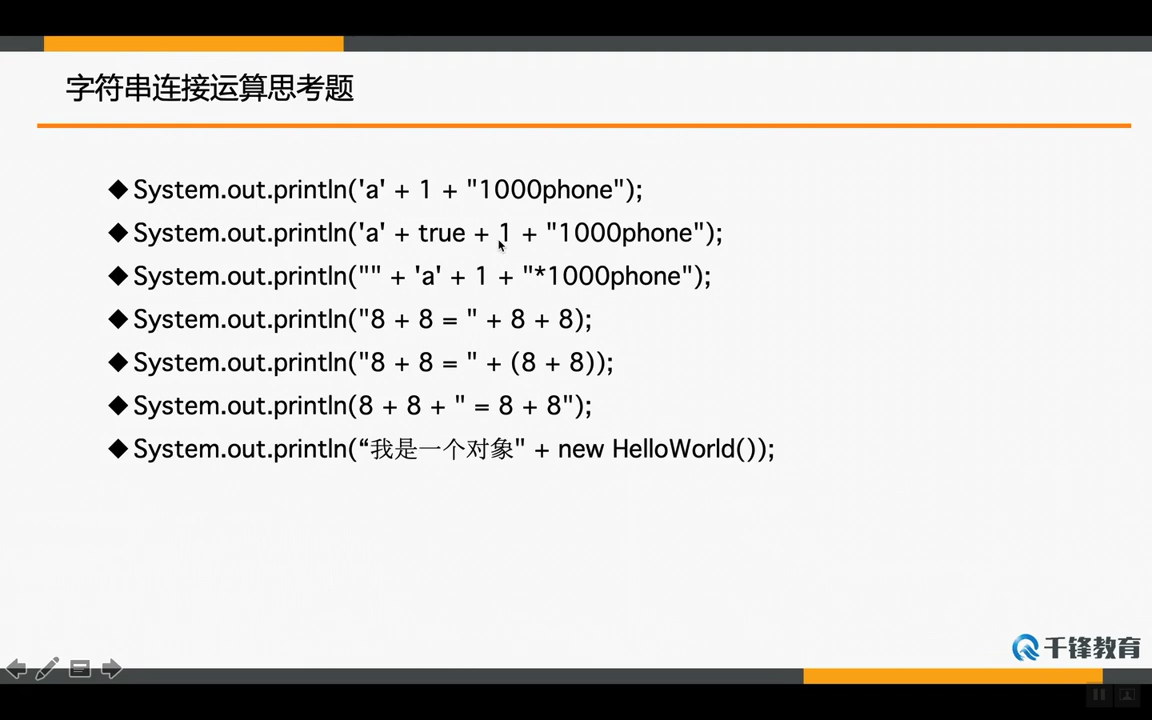 字符串连接运算思考题
◆System.out.println('a' + 1 + "1000phone");
◆System.out.println('a' + true + 1 + "1000phone");
◆System.out.println("" + 'a' + 1 + "*1000phone");
◆System.out.println("8 + 8 = " + 8 + 8);
◆System.out.println("8 + 8 = " + (8 + 8));
◆System.out.println(8 + 8 + " = 8 + 8");
◆System.out.println(“我是一个对象" + new HelloWorld());
千锋教育